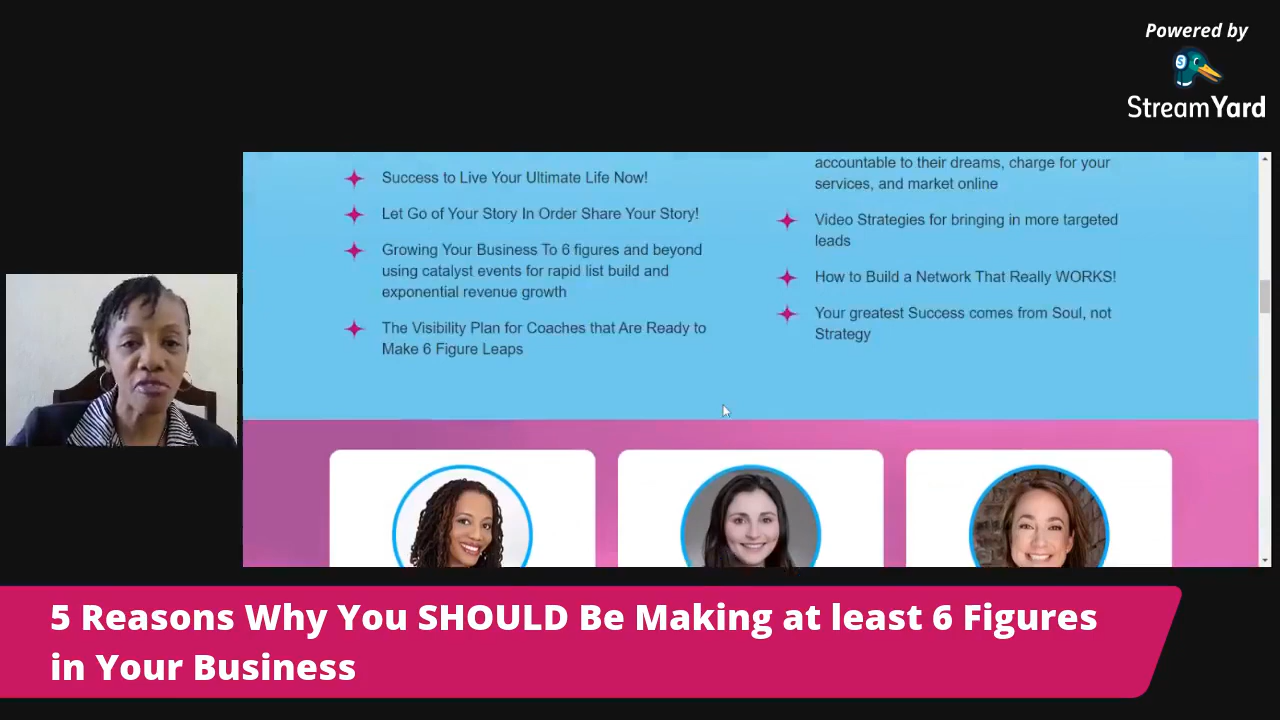 Powered by
StreamYard
Success to Live Your Ultimate Life Now!
Let Go of Your Story In Order Share Your Story!
Growing Your Business To 6 figures and beyond
using catalyst events for rapid list build and
exponential revenue growth
The Visibility Plan for Coaches that Are Ready to
Make 6 Figure Leaps
accountable to their dreams, charge for your
services, and market online
Video Strategies for bringing in more targeted
leads
How to Build a Network That Really WORKS!
Your greatest Success comes from Soul, not
Strategy
5 Reasons Why You SHOULD Be Making at least 6 Figures
in Your Business